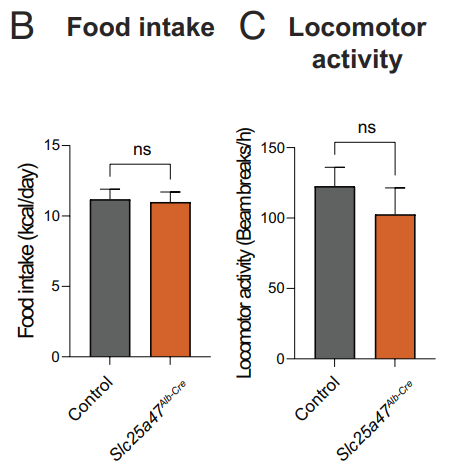 B Food intake
C Locomotor
activity
Food intake (kcal/day)
15
10
5
0
ns
Control
Slc25a47Alb-Cre
Locomotor activity (Beam breaks/h)
150
100
50
0
ns
Control
Slc25a47Alb-Cre